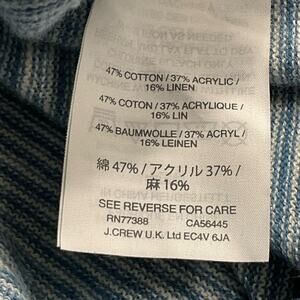 47% COTTON / 37% ACRYLIC /
16% LINEN
47% COTON / 37% ACRYLIQUE /
16% LIN
47% BAUMWOLLE / 37% ACRYL /
16% LEINEN
綿 47% / アクリル 37% /
麻 16%
SEE REVERSE FOR CARE
RN77388 CA56445
J.CREW U.K. Ltd EC4V 6JA